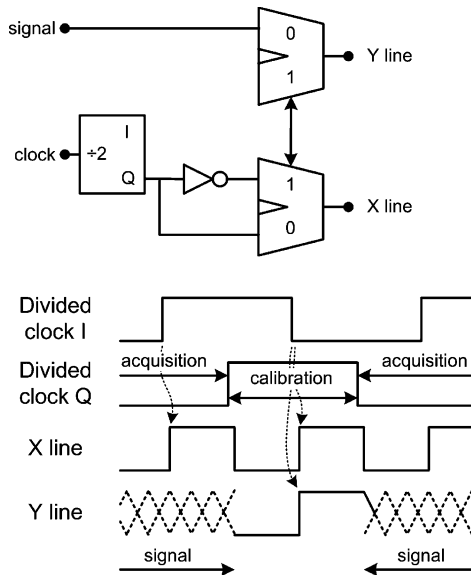 signal
0
1
Y line
I
÷2
Q
clock
1
0
X line
Divided
clock I
acquisition
acquisition
Divided
clock Q
calibration
X line
Y line
signal
signal